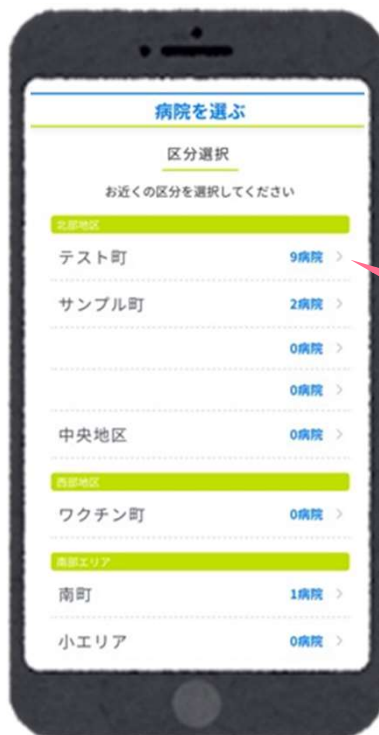 病院を選ぶ
区分選択
お近くの区分を選択してください
北部地区
テスト町 9病院
サンプル町 2病院
0病院
0病院
中央地区 0病院
西部地区
ワクチン町 0病院
南部エリア
南町 1病院
小エリア 0病院